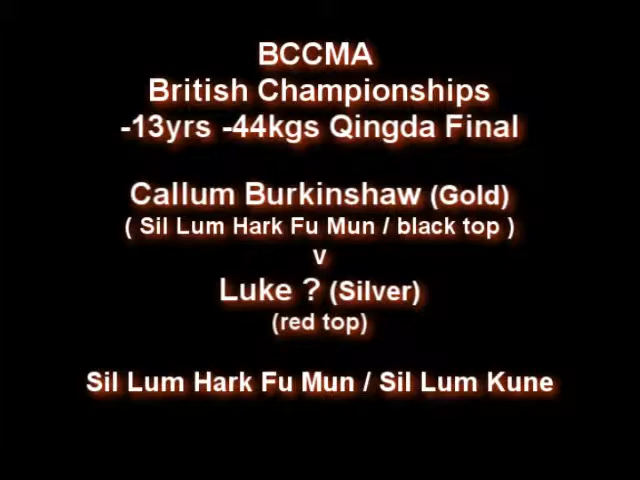 BCCMA
British Championships
-13yrs -44kgs Qingda Final
Callum Burkinshaw (Gold)
( Sil Lum Hark Fu Mun / black top )
v
Luke ? (Silver)
(red top)
Sil Lum Hark Fu Mun / Sil Lum Kune